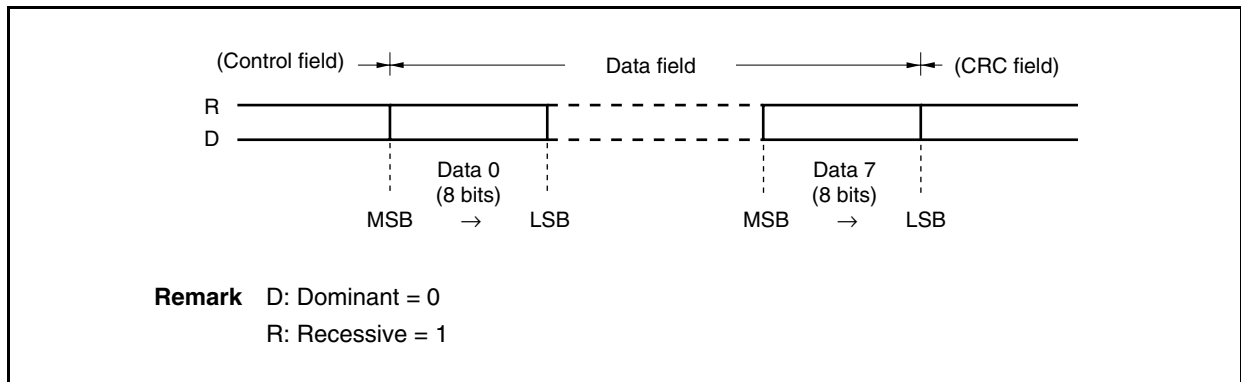 (Control field) Data field (CRC field)
R
D
Data 0 Data 7
(8 bits) (8 bits)
MSB → LSB MSB → LSB
Remark D: Dominant = 0
R: Recessive = 1